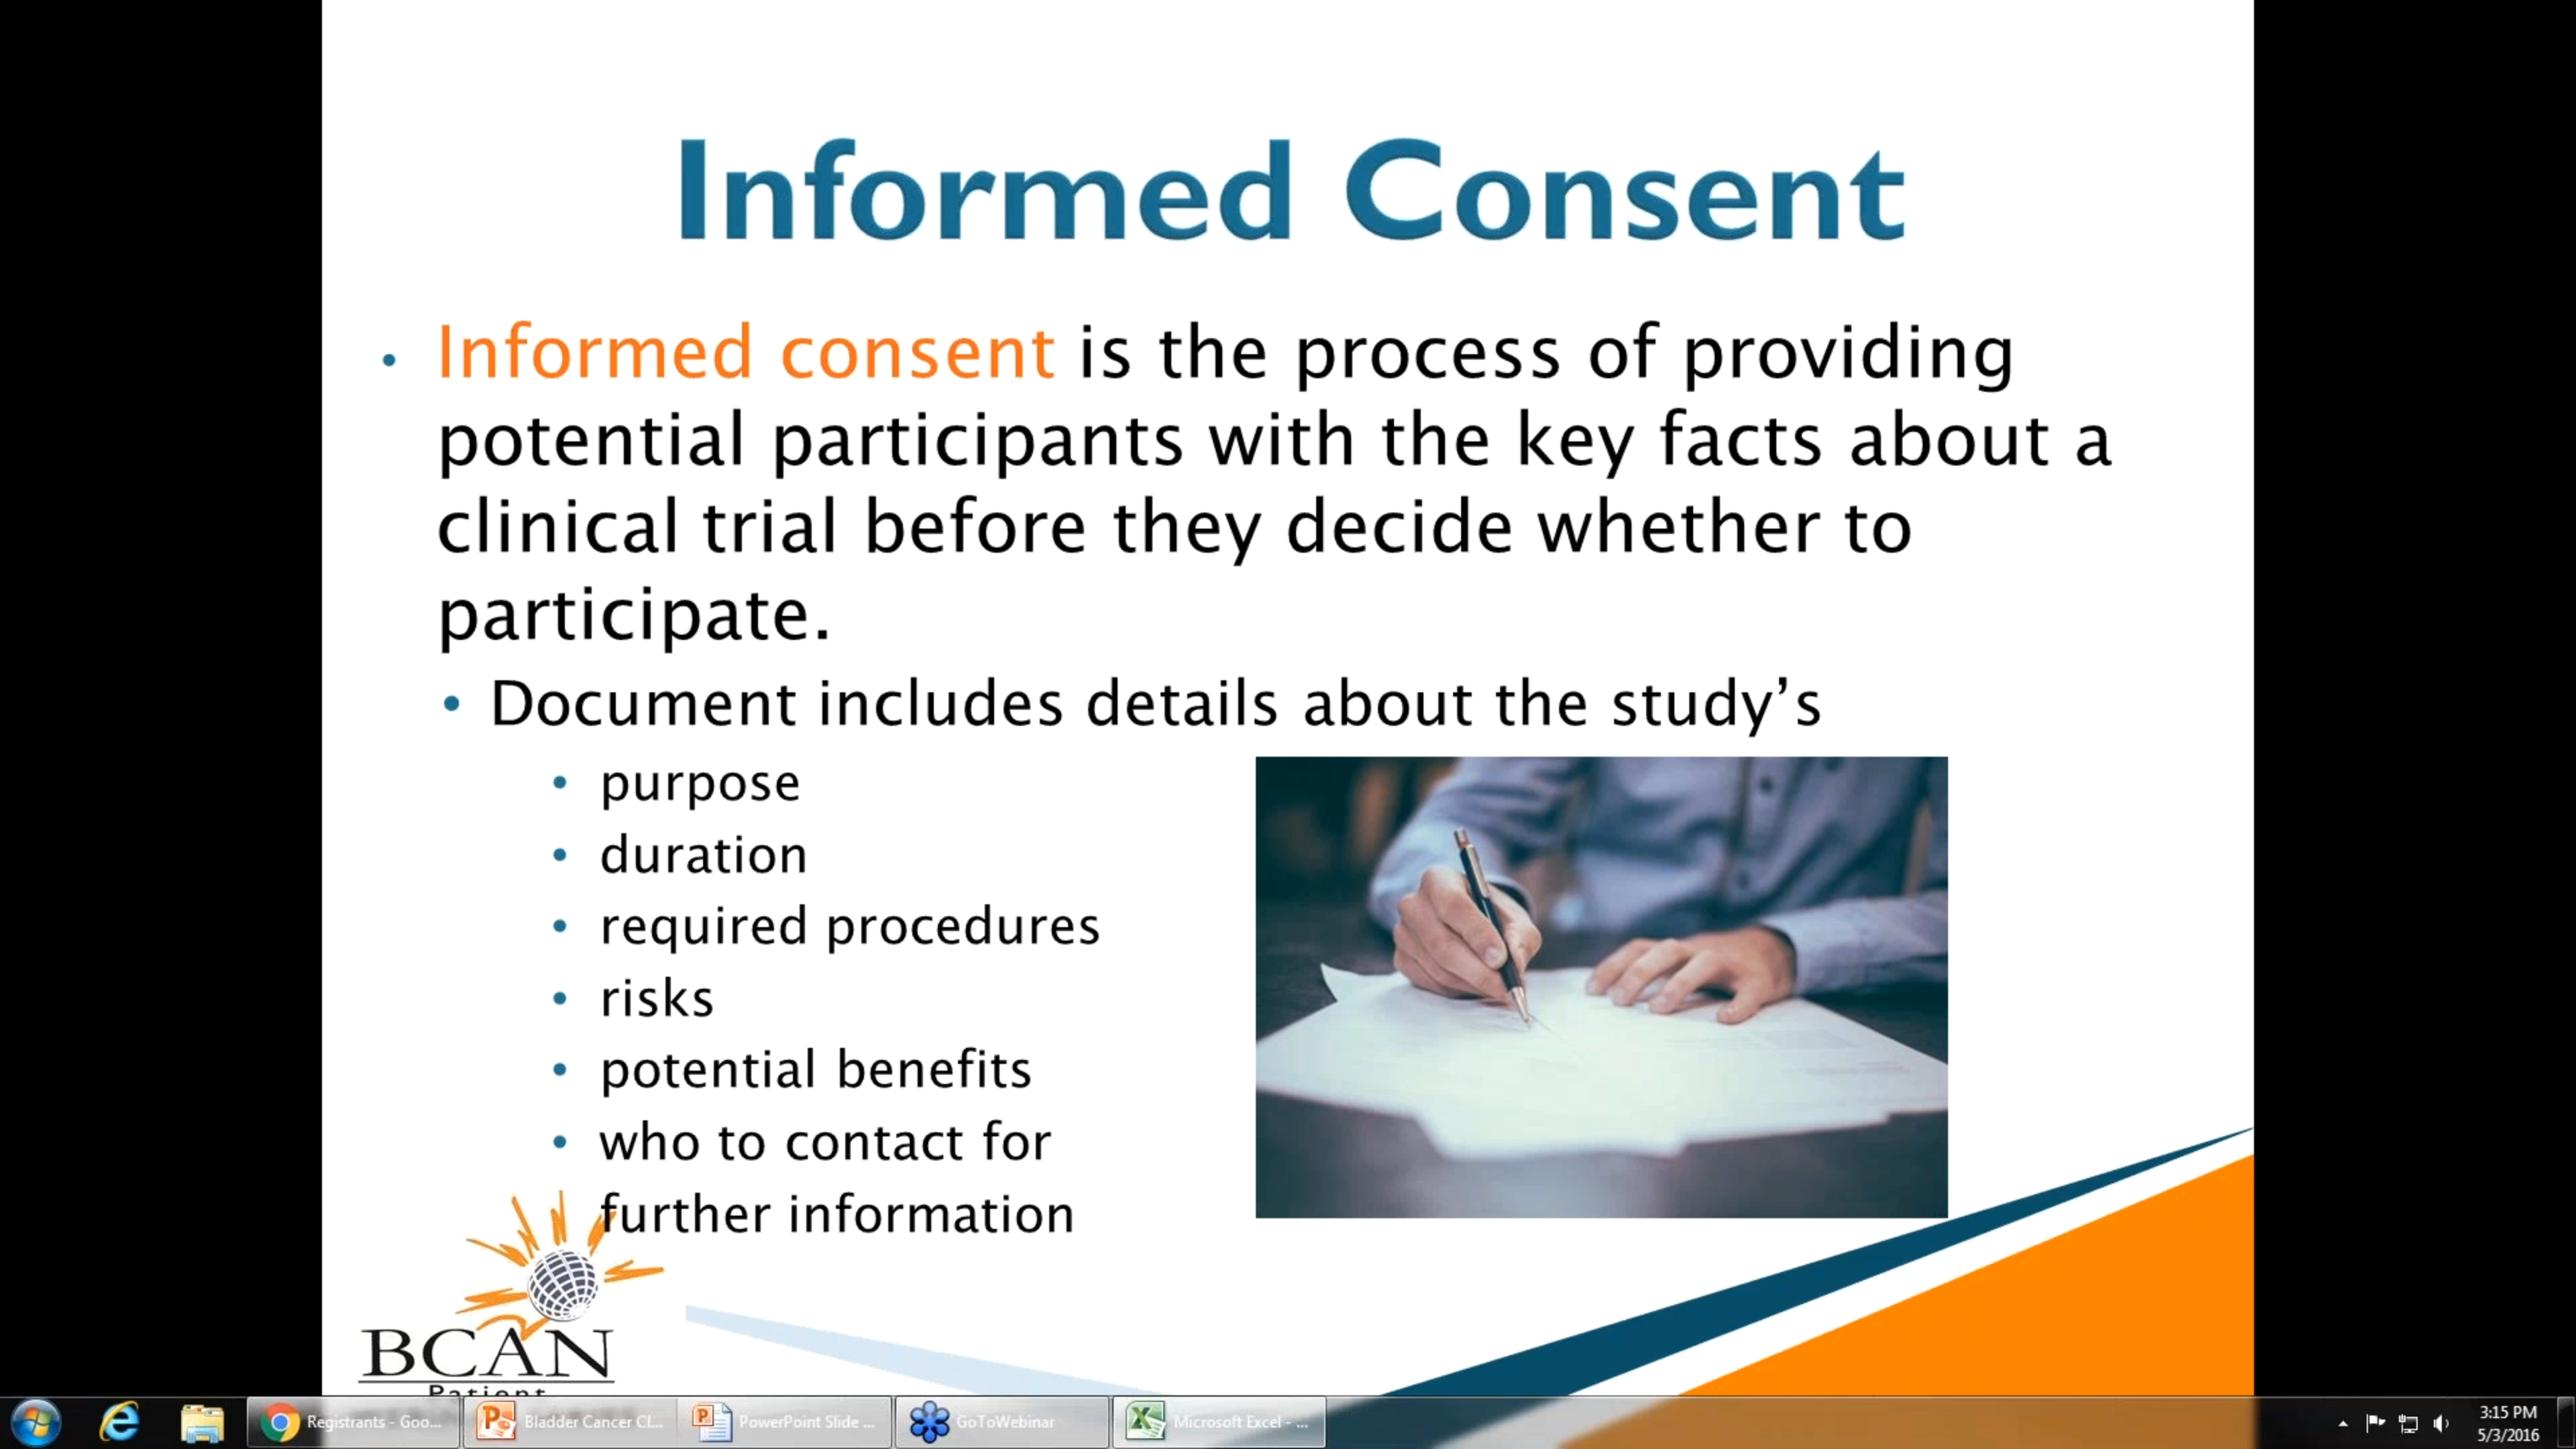 Informed Consent
• Informed consent is the process of providing
potential participants with the key facts about a
clinical trial before they decide whether to
participate.
• Document includes details about the study’s
• purpose
• duration
• required procedures
• risks
• potential benefits
• who to contact for
further information
BCAN
Patient
Registrants - Goo...
Bladder Cancer Cl...
PowerPoint Slide ...
GoToWebinar
Microsoft Excel - ...
3:15 PM
5/3/2016